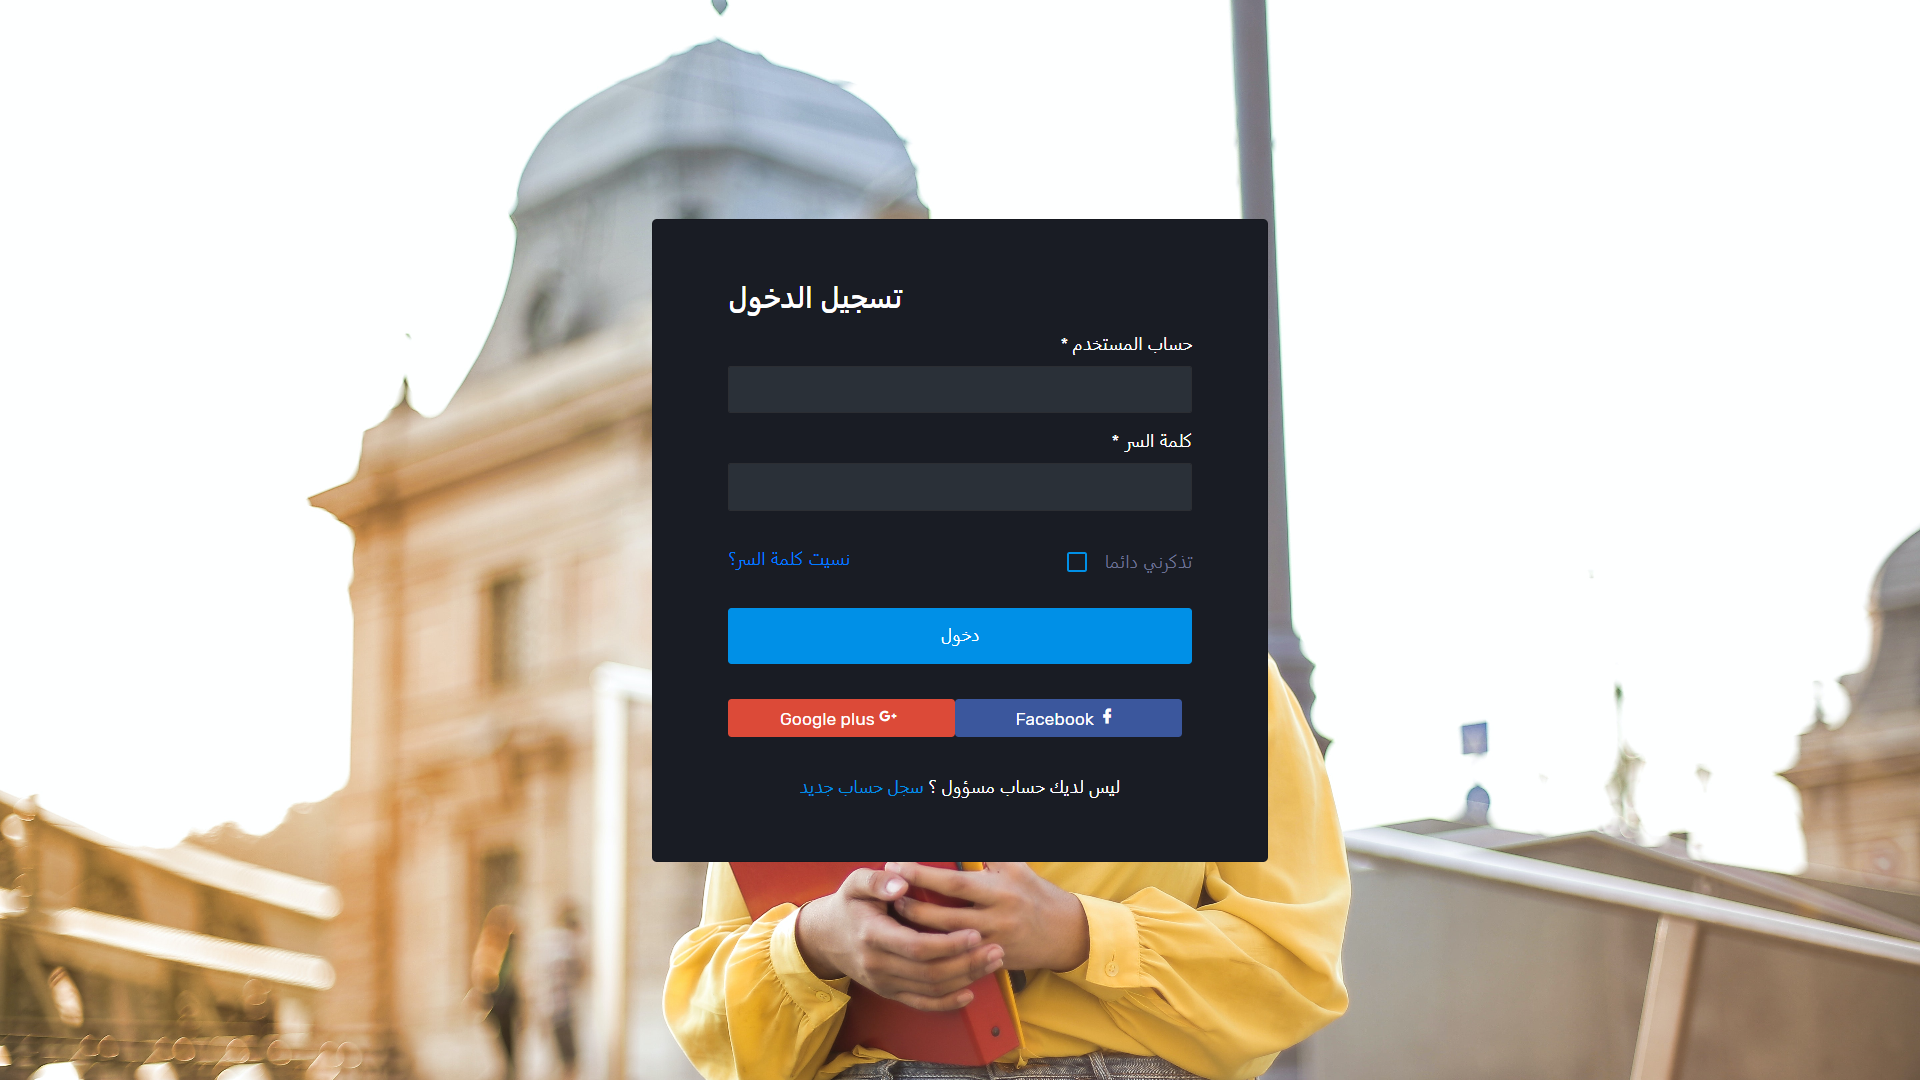 تسجيل الدخول
حساب المستخدم *
كلمة السر *
تذكرني دائما
نسيت كلمة السر؟
دخول
Facebook
Google plus G+
ليس لديك حساب مسؤول ؟ سجل حساب جديد